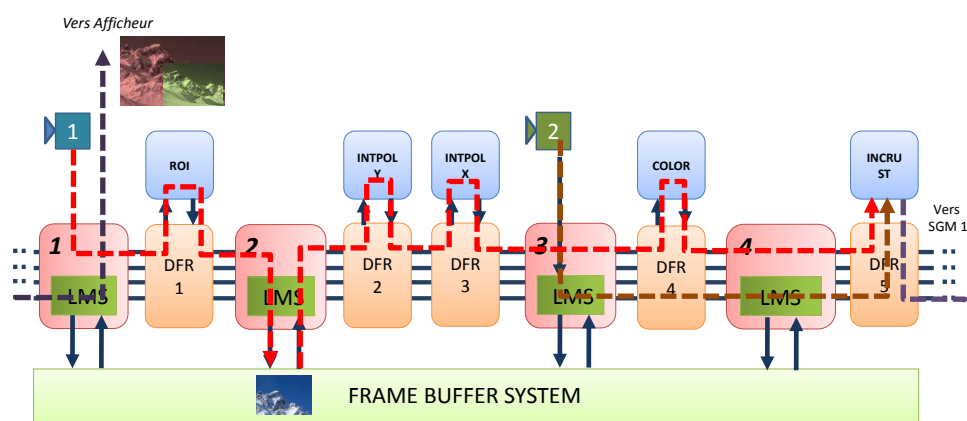 Vers Afficheur
1
2
ROI
INTPOL
Y
INTPOL
X
COLOR
INCRU
ST
Vers
SGM 1
1
2
3
4
DFR
1
DFR
2
DFR
3
DFR
4
DFR
5
LMS
LMS
LMS
LMS
FRAME BUFFER SYSTEM